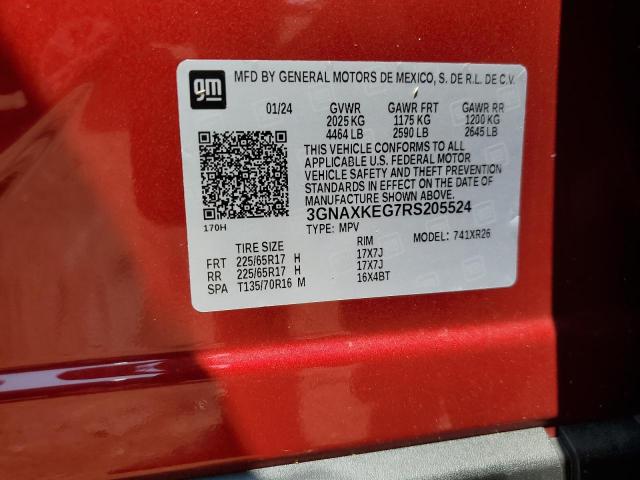 gm
MFD BY GENERAL MOTORS DE MEXICO, S. DE R.L. DE C.V.
01/24 GVWR GAWR FRT GAWR RR
2025 KG 1175 KG 1200 KG
4464 LB 2590 LB 2645 LB
THIS VEHICLE CONFORMS TO ALL
APPLICABLE U.S. FEDERAL MOTOR
VEHICLE SAFETY AND THEFT PREVENTION
STANDARDS IN EFFECT ON THE DATE OF
MANUFACTURE SHOWN ABOVE.
3GNAXKEG7RS205524
170H
TYPE: MPV MODEL: 741XR26
TIRE SIZE RIM
FRT 225/65R17 H 17X7J
RR 225/65R17 H 17X7J
SPA T135/70R16 M 16X4BT